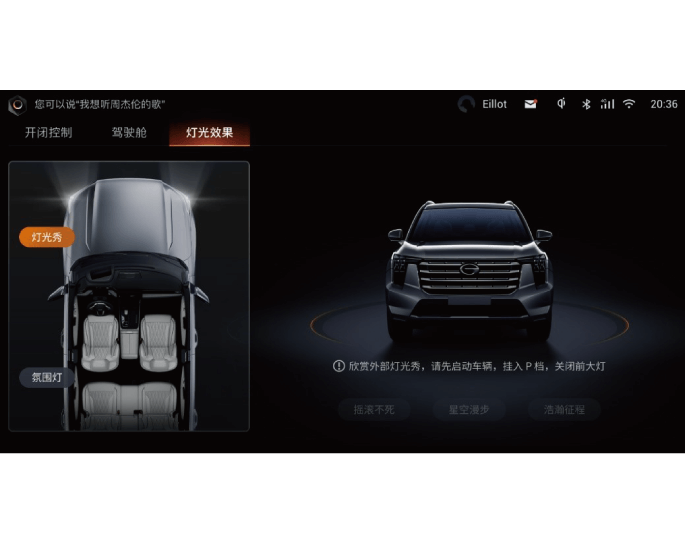 您可以说"我想听周杰伦的歌"
Eillot
20:36
开闭控制
驾驶舱
灯光效果
灯光秀
氛围灯
欣赏外部灯光秀，请先启动车辆，挂入 P 档，关闭前大灯
摇滚不死
星空漫步
浩瀚征程